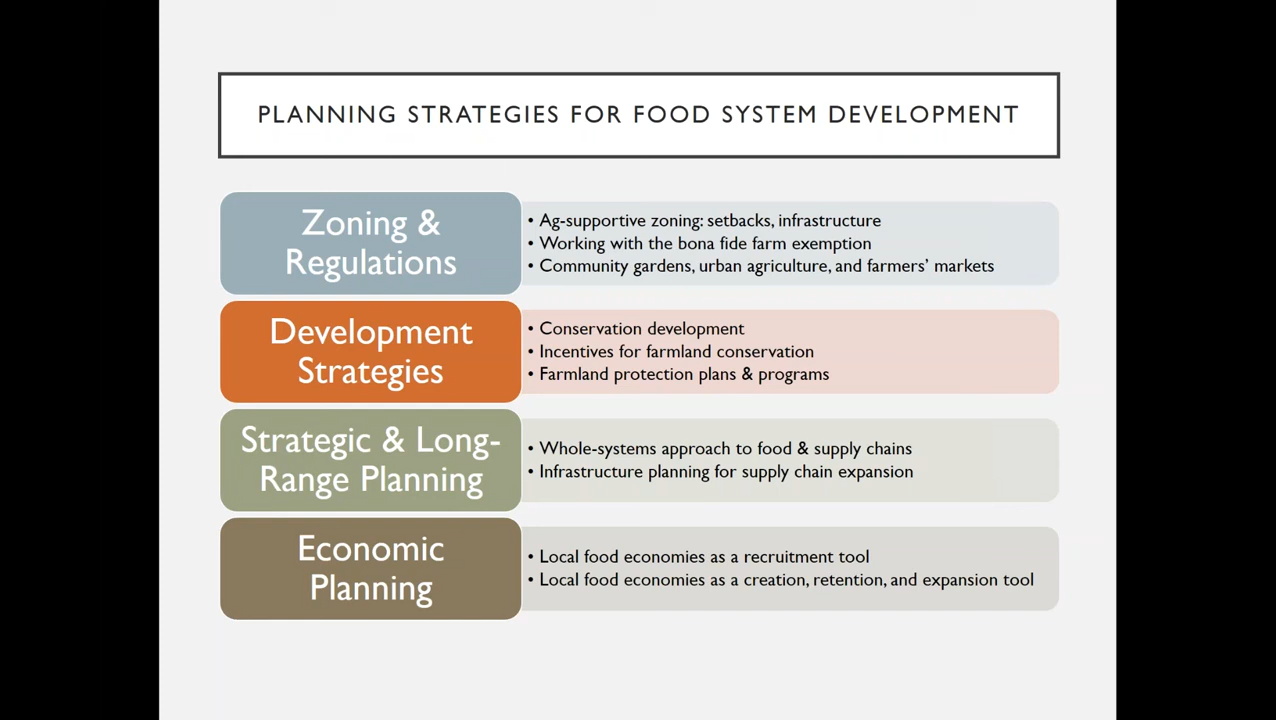 PLANNING STRATEGIES FOR FOOD SYSTEM DEVELOPMENT
Zoning &
Regulations
• Ag-supportive zoning: setbacks, infrastructure
• Working with the bona fide farm exemption
• Community gardens, urban agriculture, and farmers’ markets
Development
Strategies
• Conservation development
• Incentives for farmland conservation
• Farmland protection plans & programs
Strategic & Long-
Range Planning
• Whole-systems approach to food & supply chains
• Infrastructure planning for supply chain expansion
Economic
Planning
• Local food economies as a recruitment tool
• Local food economies as a creation, retention, and expansion tool